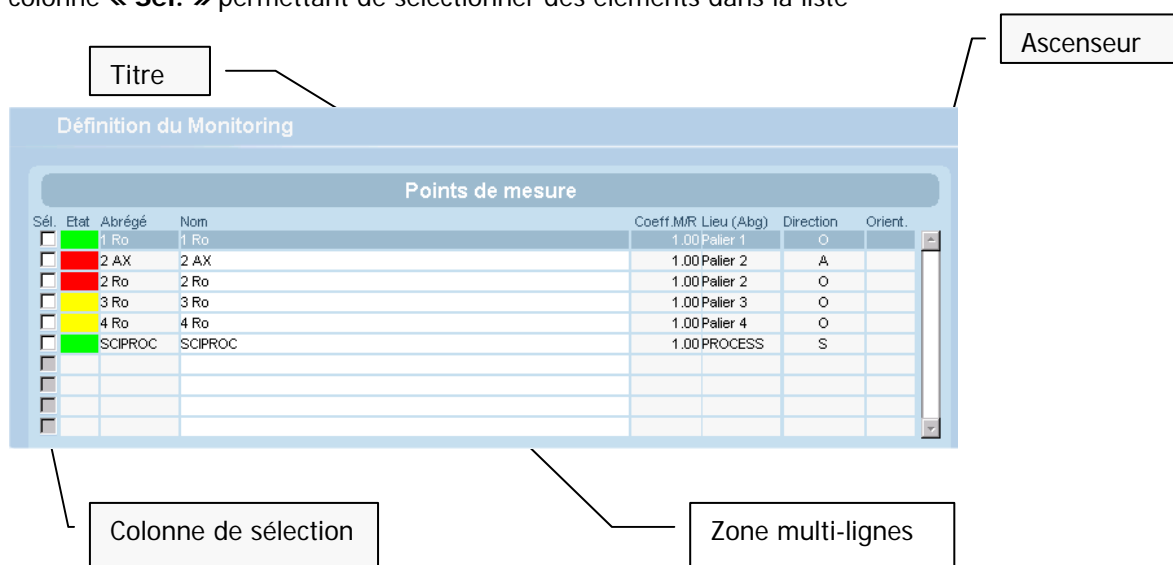 colonne « Sél. » permettant de sélectionner des éléments dans la liste
Ascenseur
Titre
Définition du Monitoring
Points de mesure
Sél. Etat Abrégé Nom Coeff.M/R Lieu (Abg) Direction Orient.
1 Ro 1 Ro 1.00 Palier 1 O
2 AX 2 AX 1.00 Palier 2 A
2 Ro 2 Ro 1.00 Palier 2 O
3 Ro 3 Ro 1.00 Palier 3 O
4 Ro 4 Ro 1.00 Palier 4 O
SCIPROC SCIPROC 1.00 PROCESS S
Colonne de sélection
Zone multi-lignes